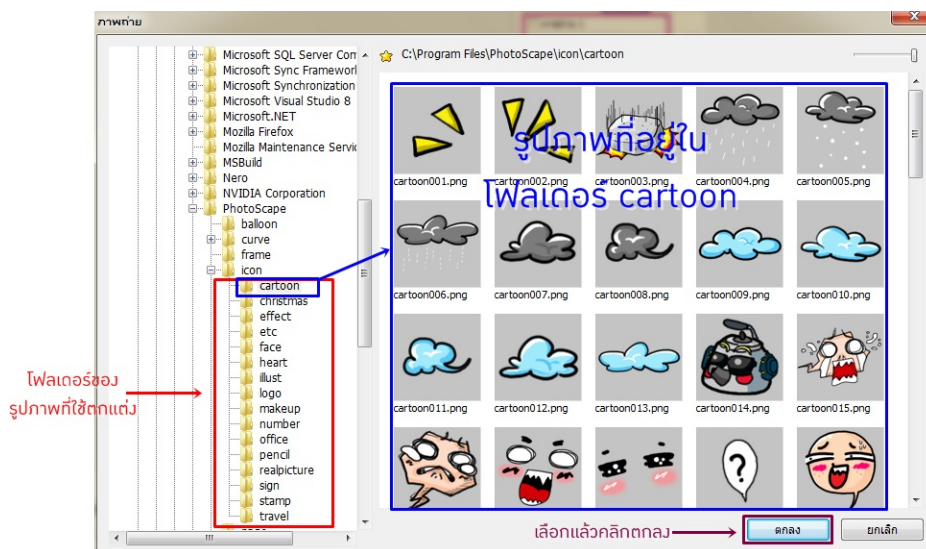 ภาพถ่าย
Microsoft SQL Server Com
Microsoft Sync Framework
Microsoft Synchronization
Microsoft Visual Studio 8
Microsoft.NET
Mozilla Firefox
Mozilla Maintenance Servic
MSBuild
Nero
NVIDIA Corporation
PhotoScape
balloon
curve
frame
icon
cartoon
christmas
effect
etc
face
heart
illust
logo
makeup
number
office
pencil
realpicture
sign
stamp
travel
โฟลเดอร์ของ
รูปภาพที่ใช้ตกแต่ง
C:\Program Files\PhotoScape\icon\cartoon
รูปภาพที่อยู่ใน
โฟลเดอร์ cartoon
cartoon001.png cartoon002.png cartoon003.png cartoon004.png cartoon005.png
cartoon006.png cartoon007.png cartoon008.png cartoon009.png cartoon010.png
cartoon011.png cartoon012.png cartoon013.png cartoon014.png cartoon015.png
?
เลือกแล้วคลิกตกลง
ตกลง ยกเลิก